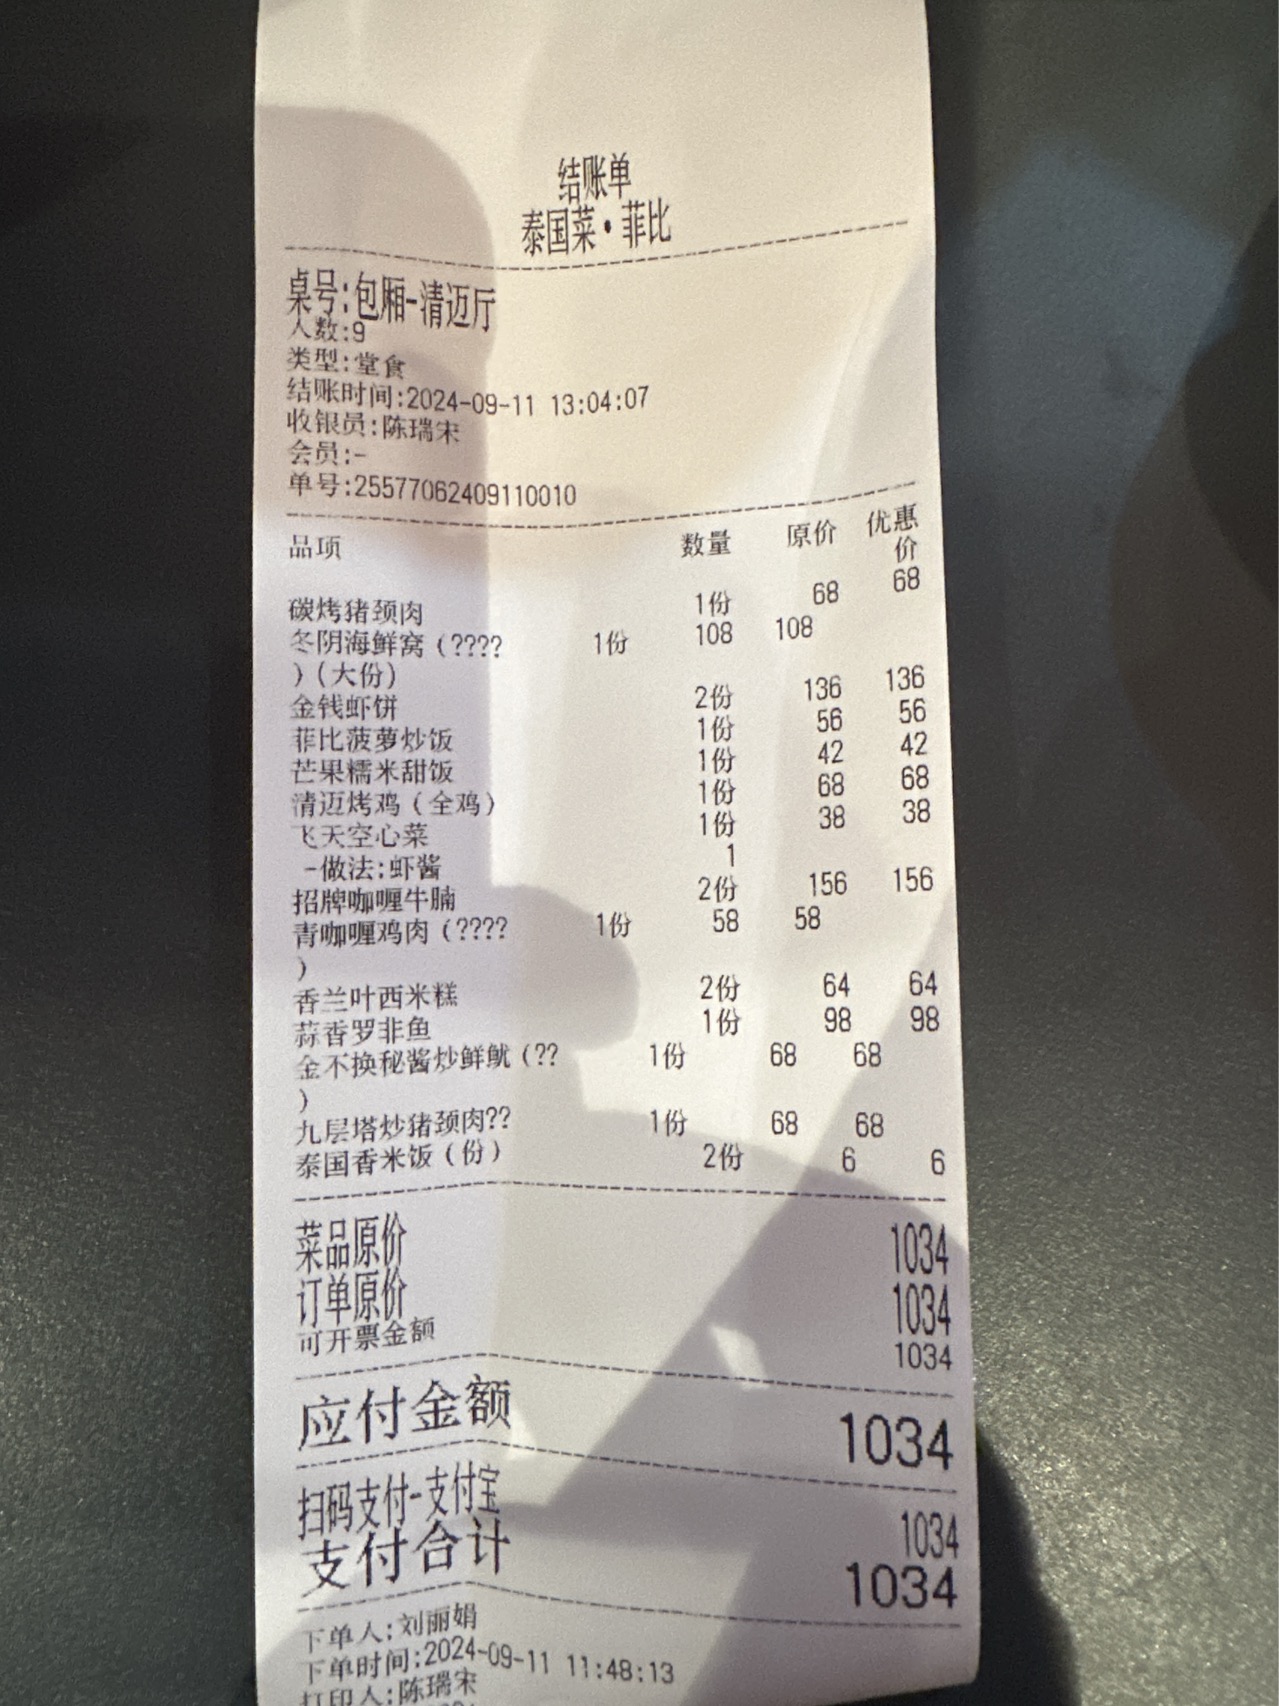 结账单
泰国菜·菲比
桌号:包厢-清迈厅
人数:9
类型:堂食
结账时间:2024-09-11 13:04:07
收银员:陈瑞宋
会员:-
单号:25577062409110010
品项 数量 原价 优惠价
碳烤猪颈肉 1份 68 68
冬阴海鲜窝(???? 1份 108 108
)(大份)
金钱虾饼 2份 136 136
菲比菠萝炒饭 1份 56 56
芒果糯米甜饭 1份 42 42
清迈烤鸡(全鸡) 1份 68 68
飞天空心菜 1份 38 38
-做法:虾酱 1
招牌咖喱牛腩 2份 156 156
青咖喱鸡肉(???? 1份 58 58
)
香兰叶西米糕 2份 64 64
蒜香罗非鱼 1份 98 98
金不换秘酱炒鲜鱿(?? 1份 68 68
)
九层塔炒猪颈肉?? 1份 68 68
泰国香米饭(份) 2份 6 6
菜品原价 1034
订单原价 1034
可开票金额 1034
应付金额 1034
扫码支付-支付宝 1034
支付合计 1034
下单人:刘丽娟
下单时间:2024-09-11 11:48:13
打印人:陈瑞宋